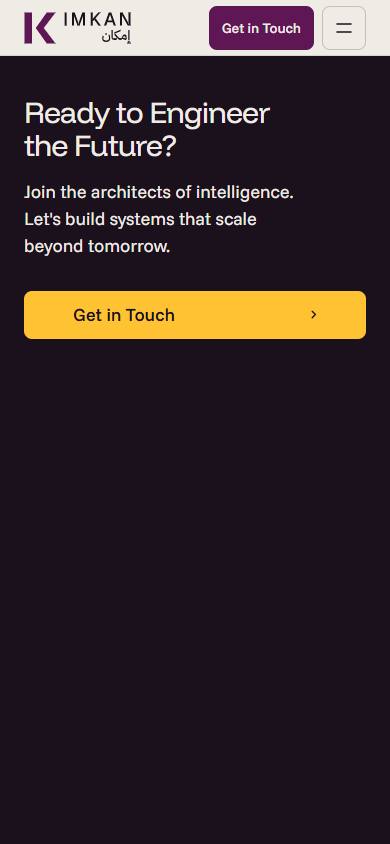 IMKAN
إمكان
Get in Touch
Ready to Engineer
the Future?
Join the architects of intelligence.
Let's build systems that scale
beyond tomorrow.
Get in Touch